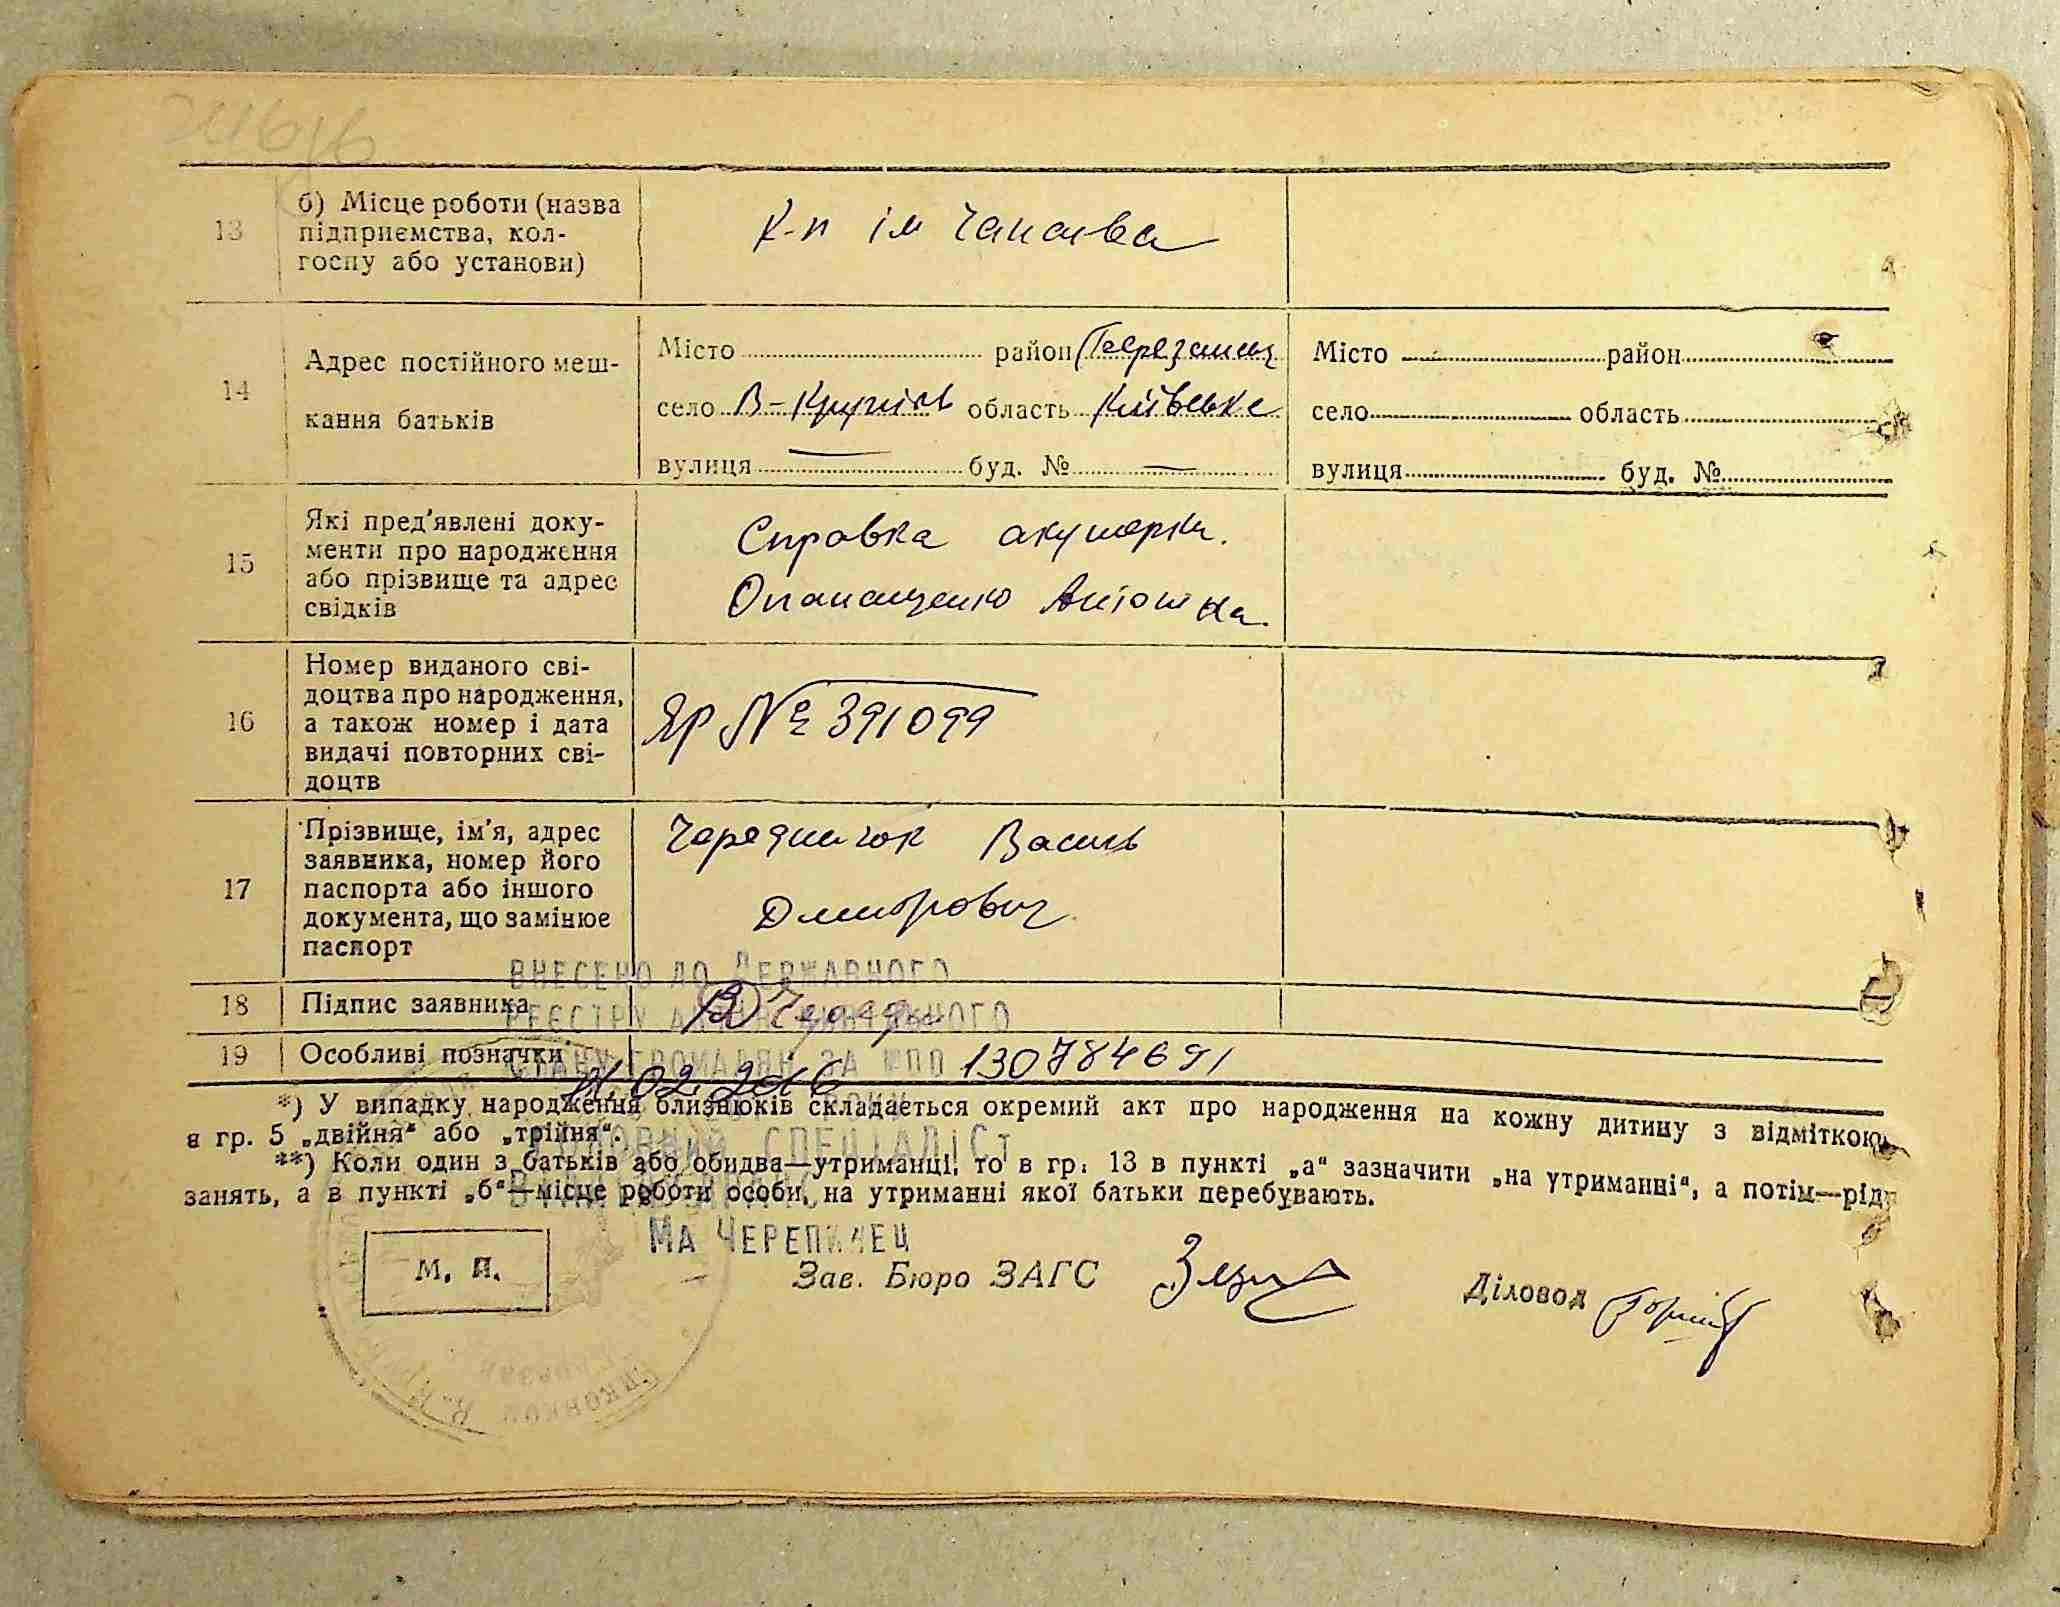 13
б) Місце роботи (назва
підприємства, кол-
госпу або установи)
к-п ім Чапаєва
14
Адрес постійного меш-
кання батьків
Місто район Березанськ
село В-Крупіль область Київське
вулиця — буд. № —
Місто район
село область
вулиця буд. №
15
Які пред'явлені доку-
менти про народження
або прізвище та адрес
свідків
Справка акушерки.
Опанащенко
16
Номер виданого сві-
доцтва про народження,
а також номер і дата
видачі повторних сві-
доцтв
ЯР № 391099
17
Прізвище, ім'я, адрес
заявника, номер його
паспорта або іншого
документа, що замінює
паспорт
Чередничок Василь
Дмитрович
ВНЕСЕНО ДО ДЕРЖАВНОГО
18
Підпис заявника
РЕЄСТРУ АКТІВ ЦИВІЛЬНОГО
19
Особливі позначки
СТАНУ ГРОМАДЯН ЗА №ПП 130784691
*) У випадку народження близнюків складається окремий акт про народження на кожну дитину з відміткою
в гр. 5 „двійня“ або „трійня“.
ГОЛОВНИЙ СПЕЦІАЛІСТ
**) Коли один з батьків або обидва—утриманці, то в гр. 13 в пункті „а“ зазначити „на утриманні“, а потім—рід
занять, а в пункті „б“—місце роботи особи, на утриманні якої батьки перебувають.
МА ЧЕРЕПИНЕЦ
М. П.
Зав. Бюро ЗАГС
Діловод